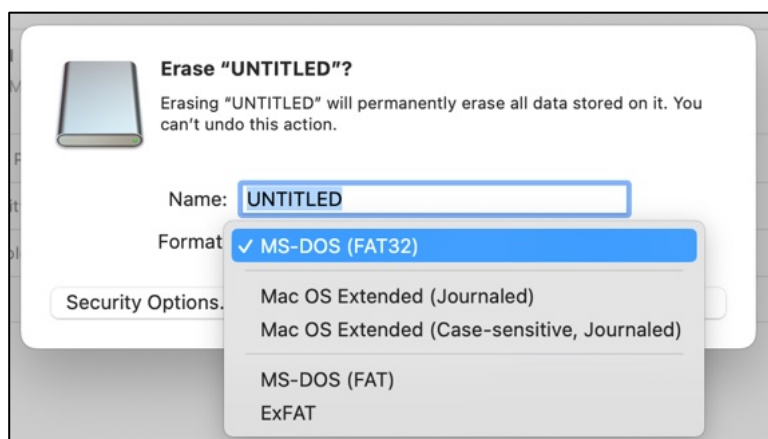 Erase “UNTITLED”?
Erasing “UNTITLED” will permanently erase all data stored on it. You
can’t undo this action.
Name: UNTITLED
Format
✓ MS-DOS (FAT32)
Mac OS Extended (Journaled)
Security Options.
Mac OS Extended (Case-sensitive, Journaled)
MS-DOS (FAT)
ExFAT